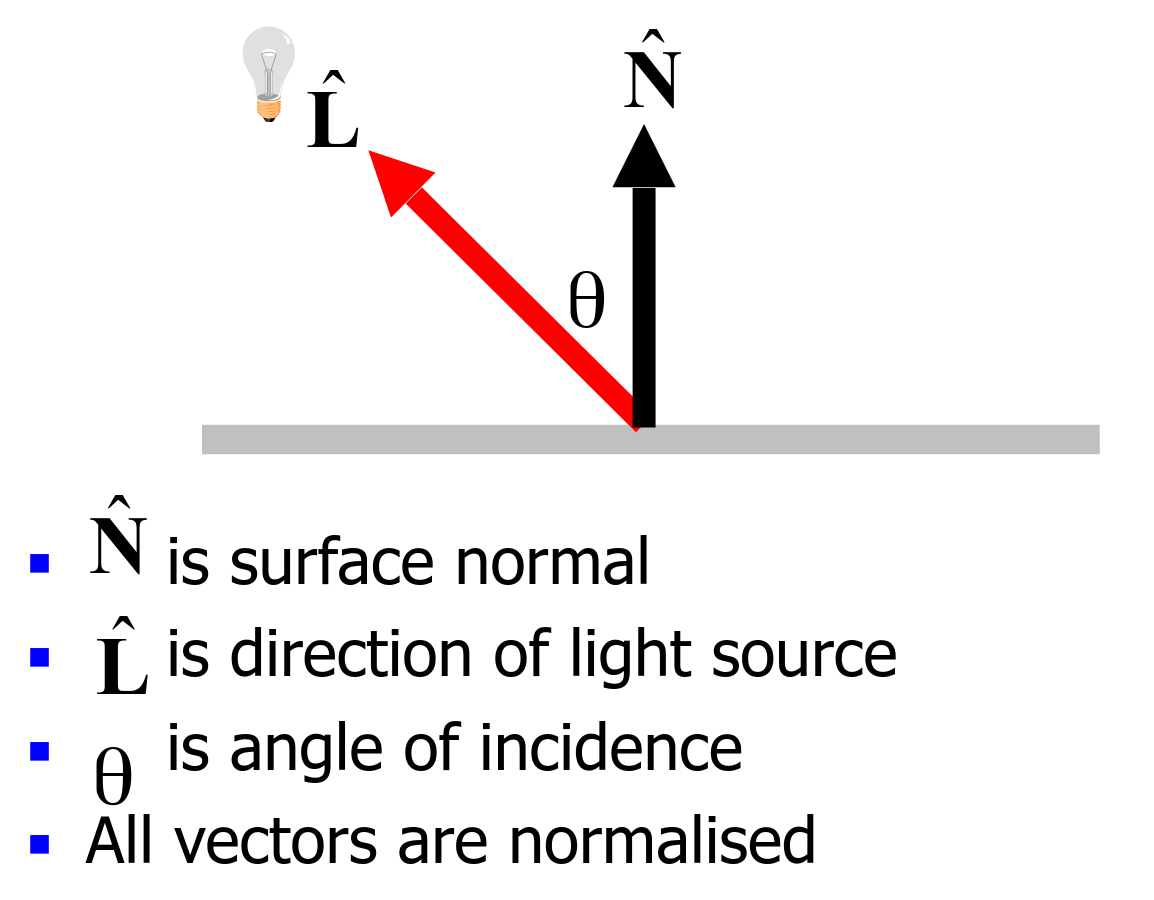 L̂
N̂
θ
N̂ is surface normal
L̂ is direction of light source
θ is angle of incidence
All vectors are normalised